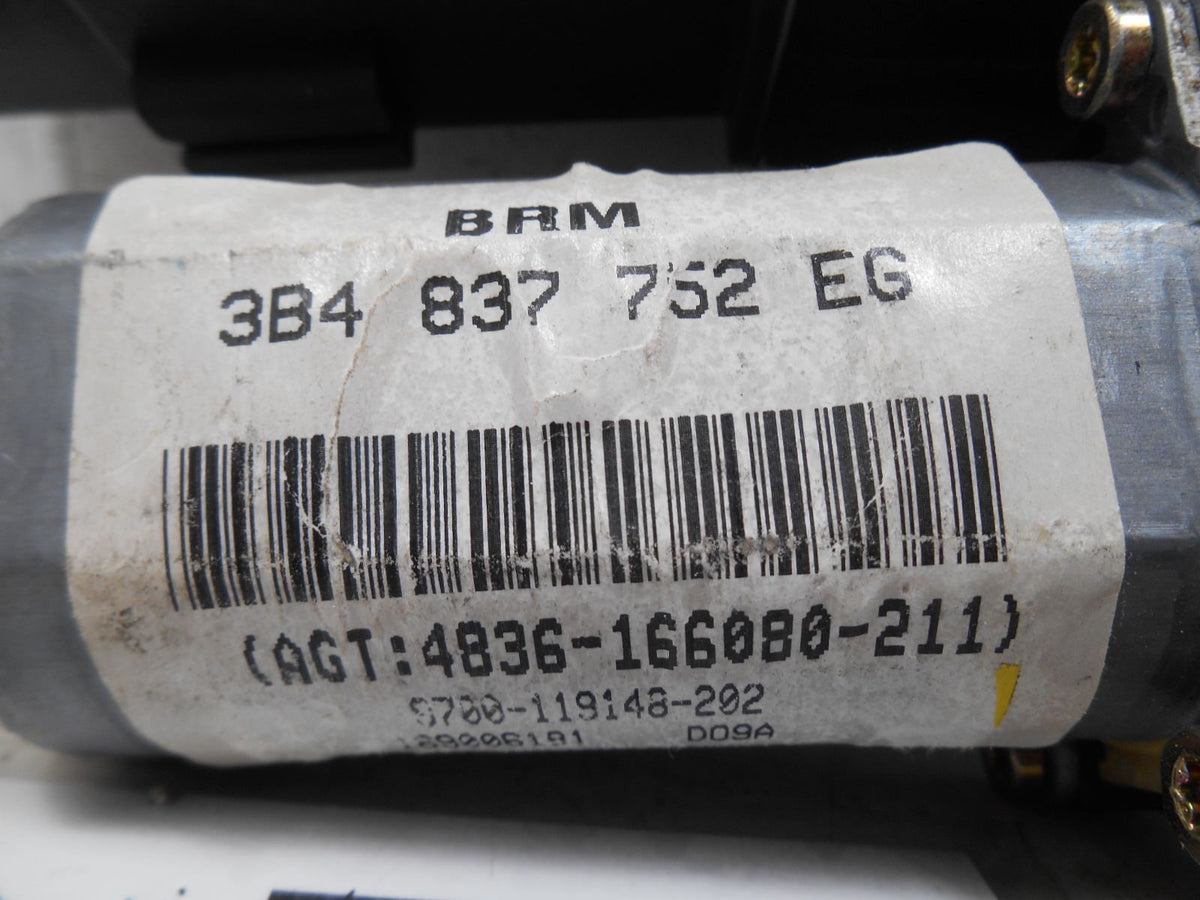 BRM
3B4 837 752 EG
(AGT:4836-166080-211)
9700-119148-202
D09A